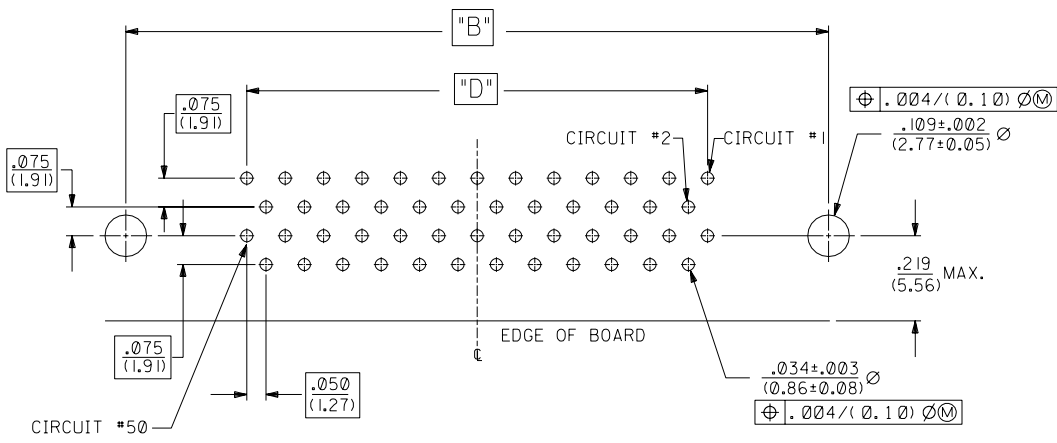 "B"
"D"
.075
(1.91)
⌖ .004/(0.10) Ø Ⓜ
.109±.002 Ø
(2.77±0.05)
CIRCUIT #2
CIRCUIT #1
.075
(1.91)
.219 MAX.
(5.56)
EDGE OF BOARD
℄
.075
(1.91)
.050
(1.27)
.034±.003 Ø
(0.86±0.08)
⌖ .004/(0.10) Ø Ⓜ
CIRCUIT #50